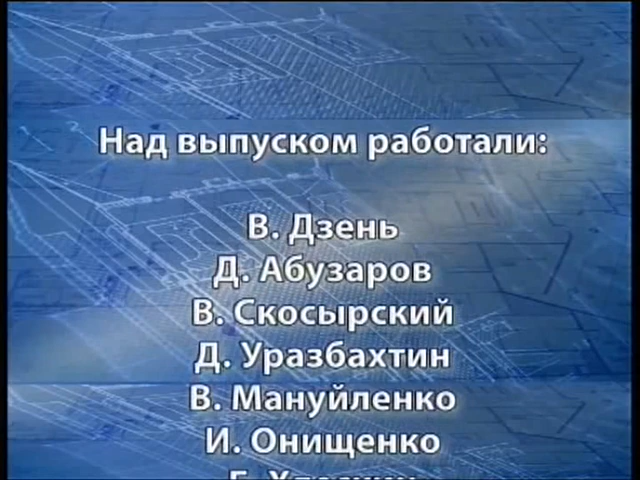 Над выпуском работали:
В. Дзень
Д. Абузаров
В. Скосырский
Д. Уразбахтин
В. Мануйленко
И. Онищенко